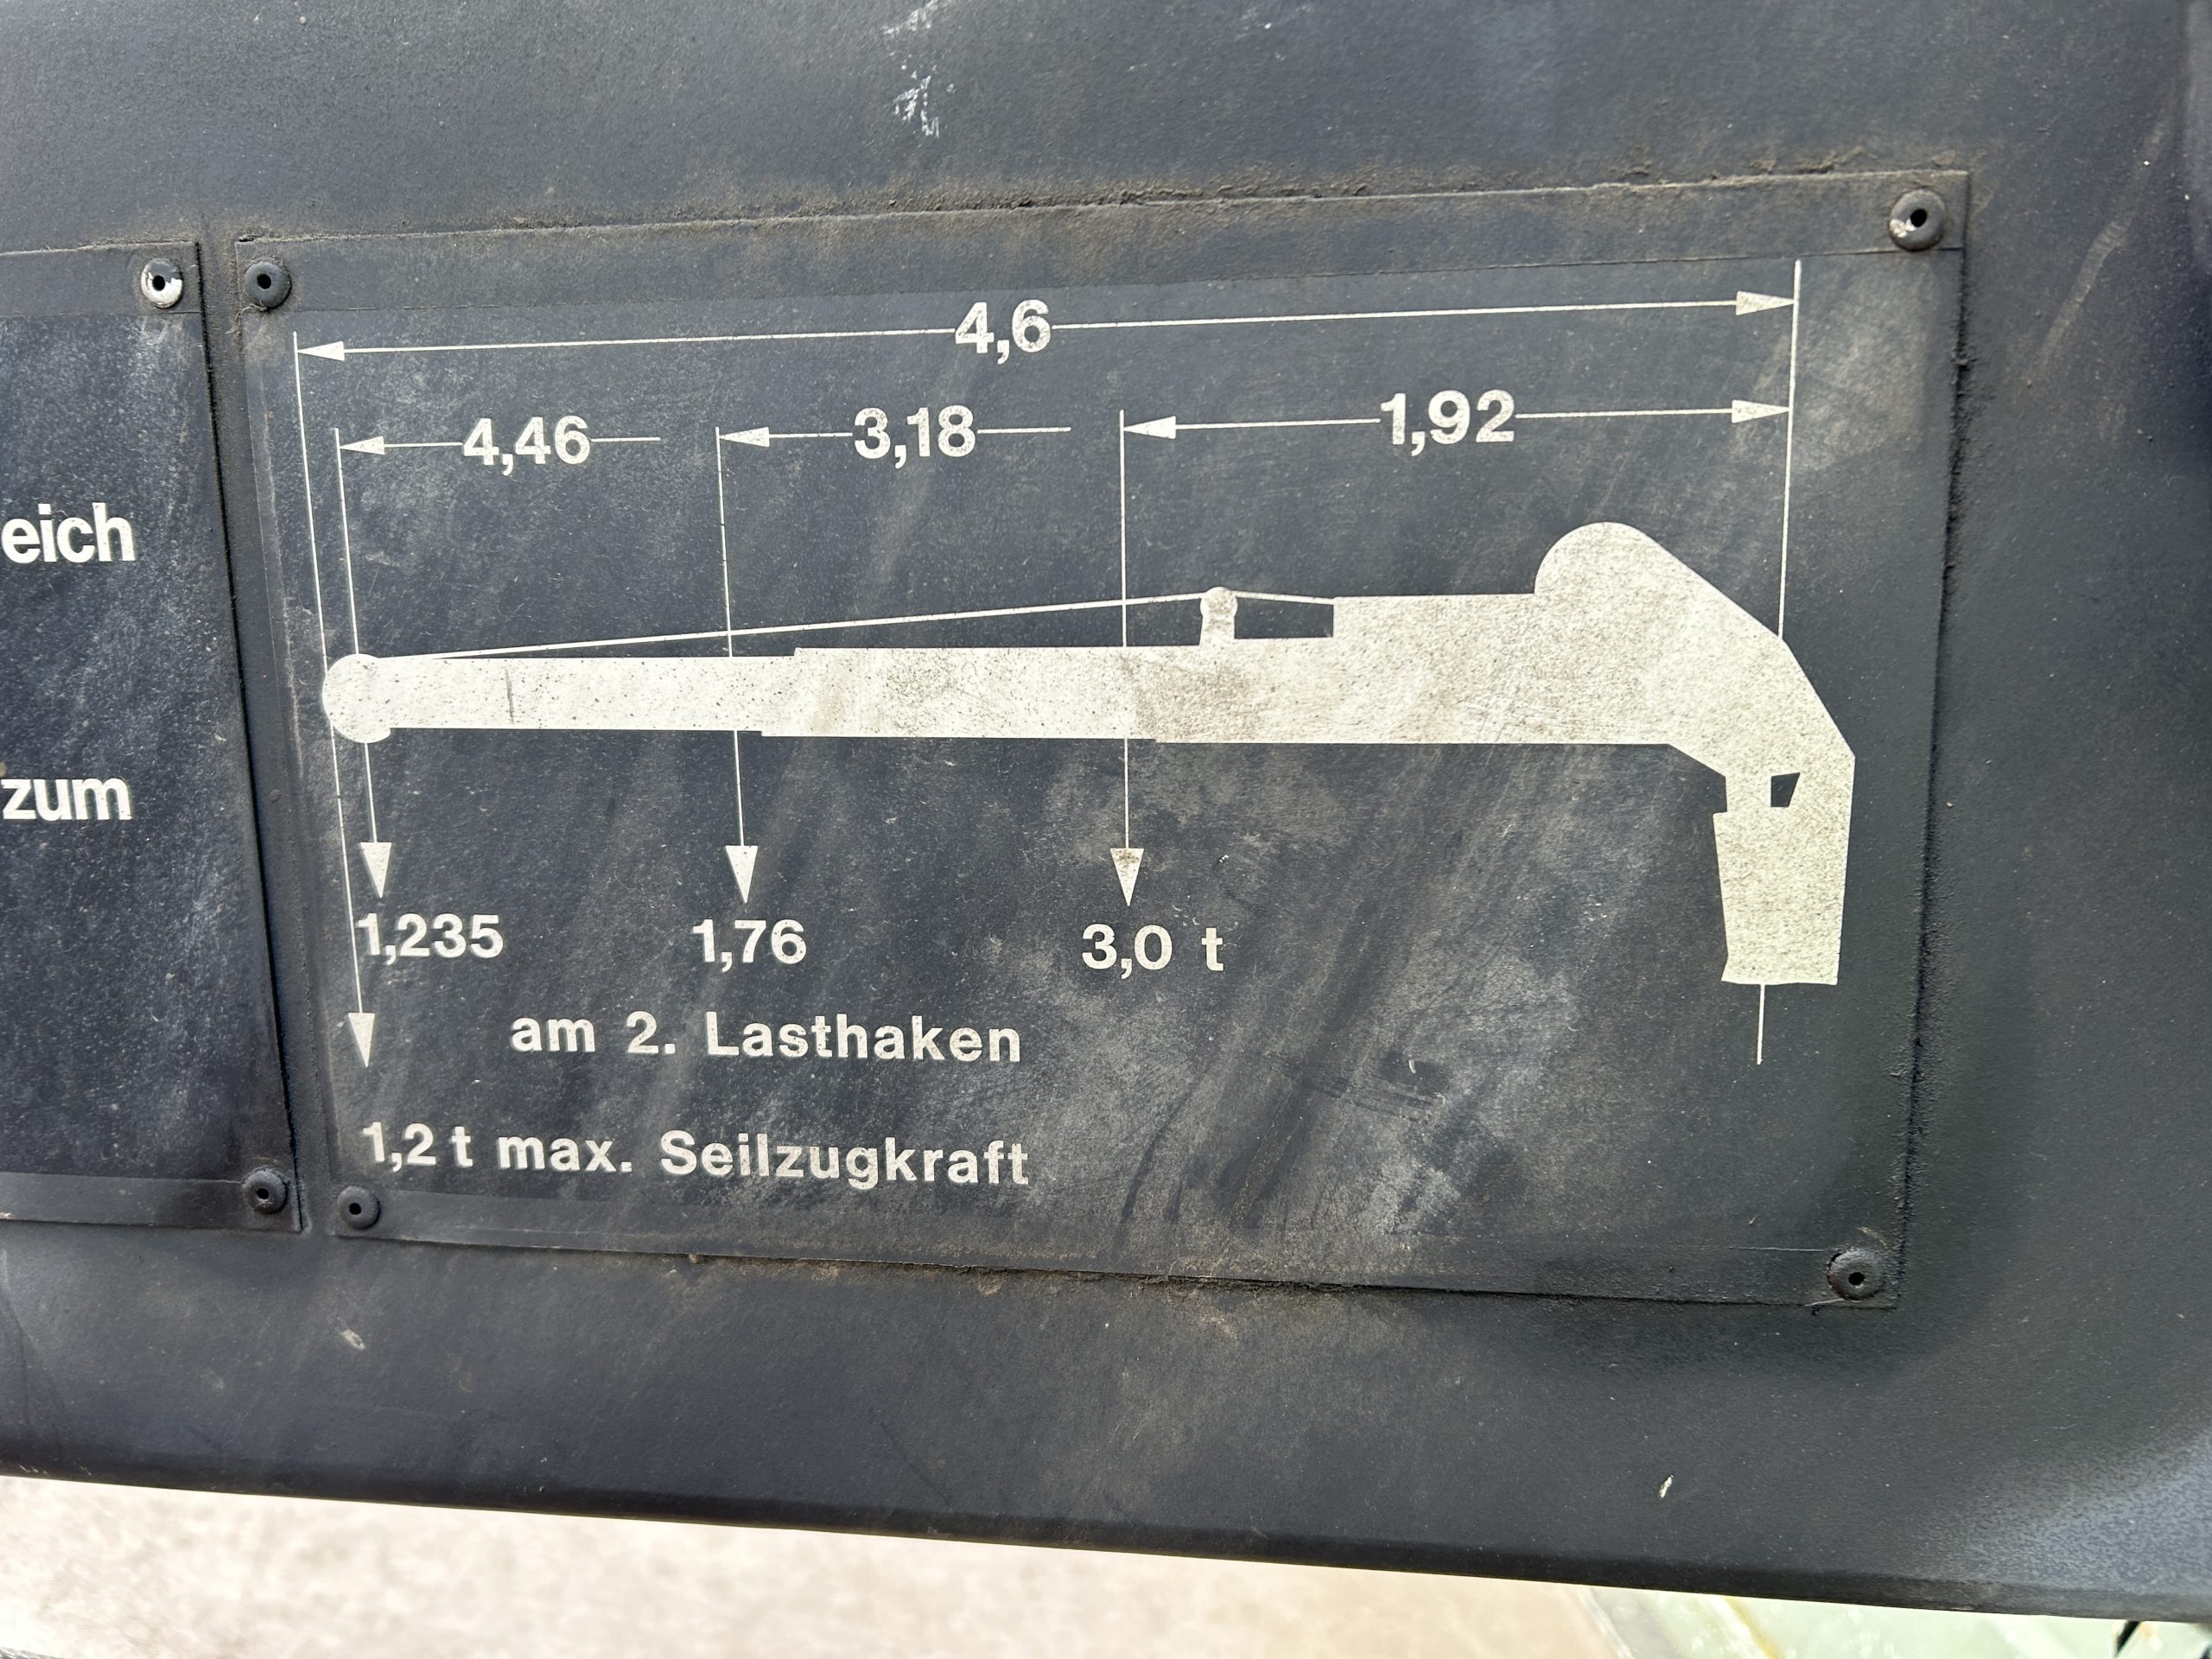 4,6
4,46 3,18 1,92
eich
zum
1,235 1,76 3,0 t
am 2. Lasthaken
1,2 t max. Seilzugkraft